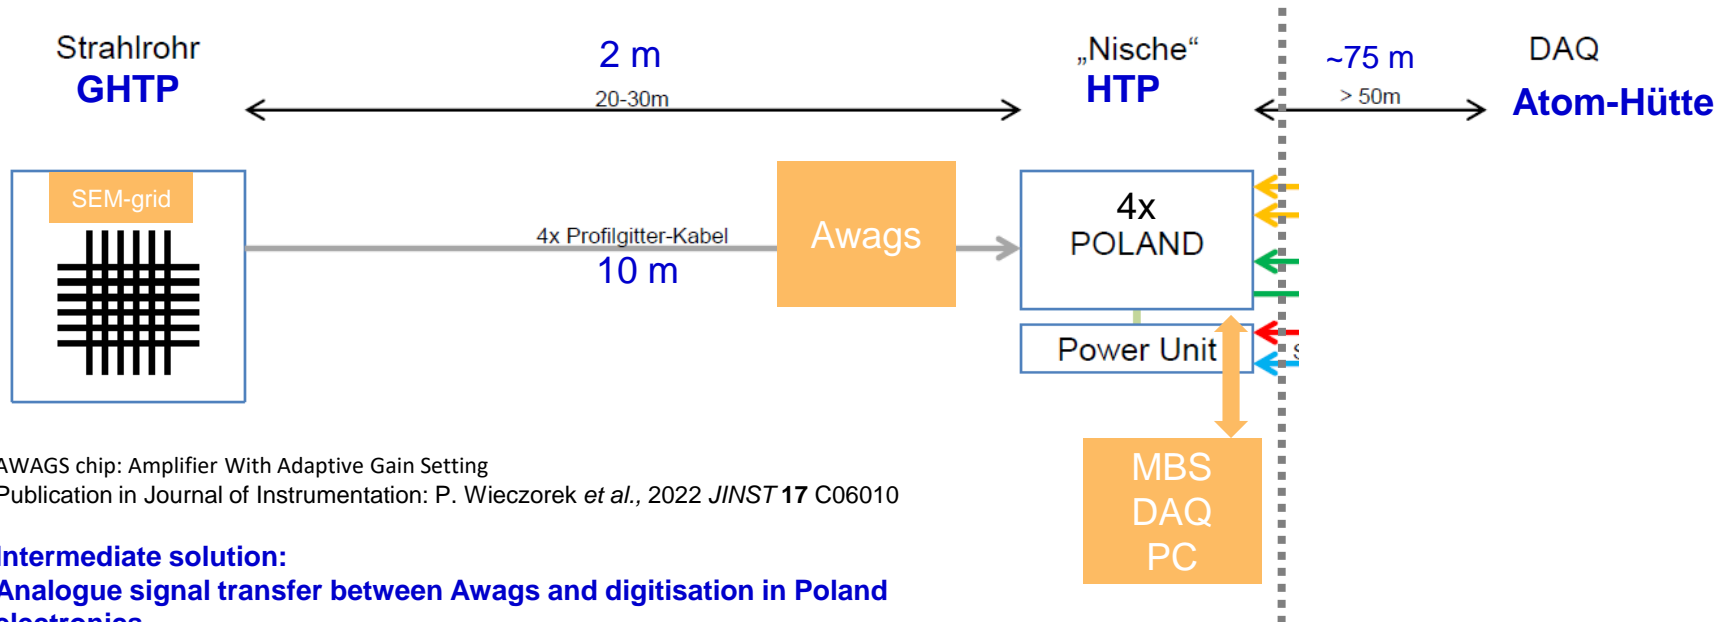 Strahlrohr
GHTP
2 m
20-30m
„Nische“
HTP
~75 m
> 50m
DAQ
Atom-Hütte
SEM-grid
4x Profilgitter-Kabel
10 m
Awags
4x
POLAND
Power Unit
MBS
DAQ
PC
AWAGS chip: Amplifier With Adaptive Gain Setting
Publication in Journal of Instrumentation: P. Wieczorek et al., 2022 JINST 17 C06010
Intermediate solution:
Analogue signal transfer between Awags and digitisation in Poland